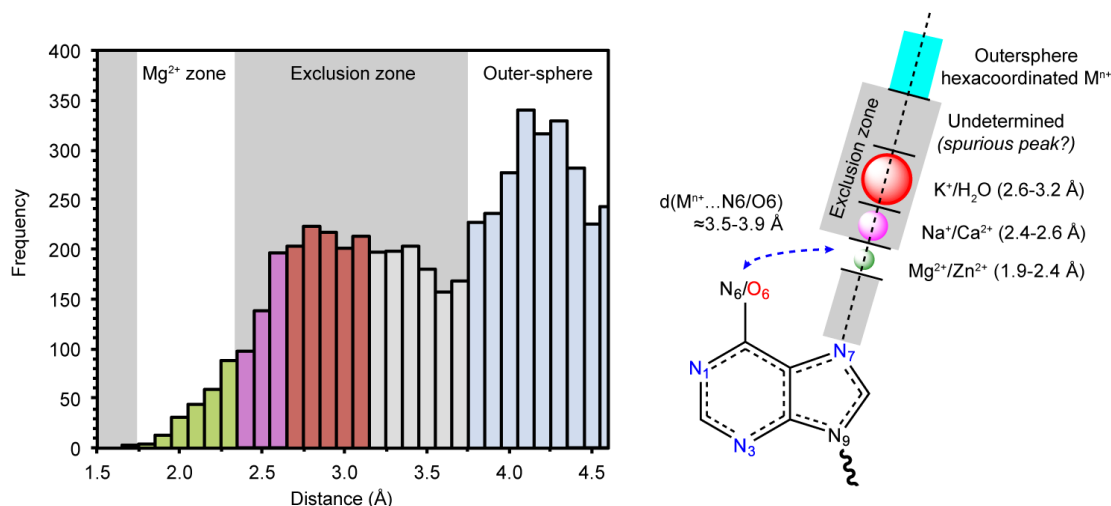 400
350
300
250
200
150
100
50
0
Frequency
Mg²⁺ zone
Exclusion zone
Outer-sphere
1.5
2.0
2.5
3.0
3.5
4.0
4.5
Distance (Å)
Outersphere
hexacoordinated Mⁿ⁺
Undetermined
(spurious peak?)
Exclusion zone
K⁺/H₂O (2.6-3.2 Å)
d(Mⁿ⁺...N6/O6)
≈3.5-3.9 Å
Na⁺/Ca²⁺ (2.4-2.6 Å)
Mg²⁺/Zn²⁺ (1.9-2.4 Å)
N₆/O₆
N₁
N₇
N₃
N₉